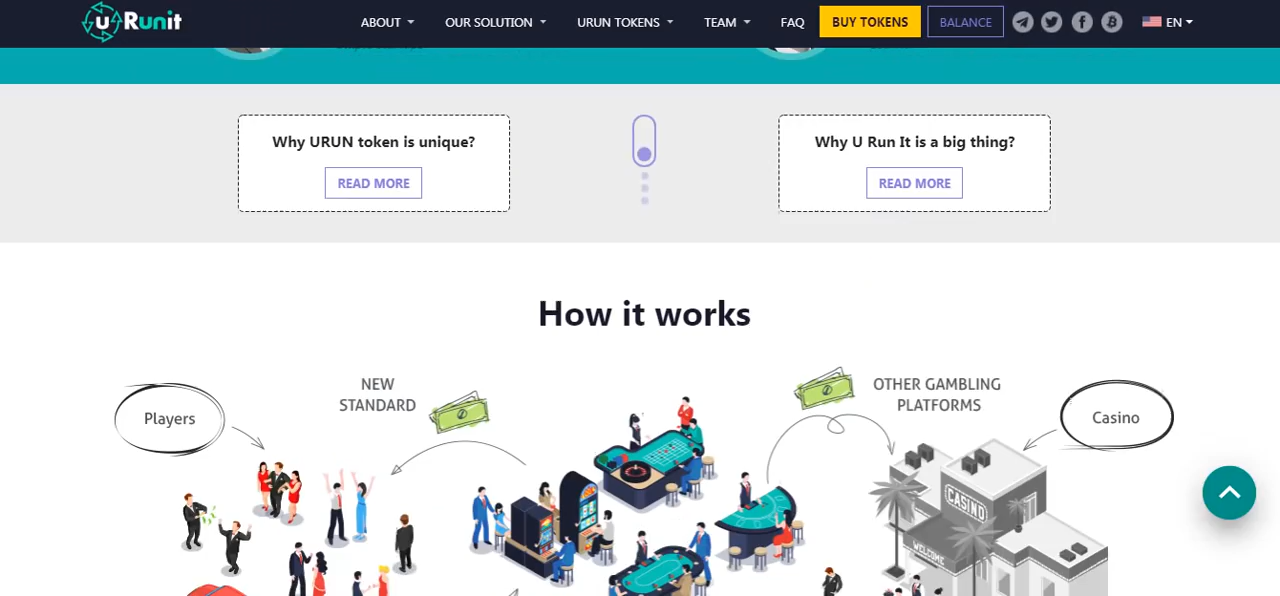 uRunit
ABOUT
OUR SOLUTION
URUN TOKENS
TEAM
FAQ
BUY TOKENS
BALANCE
EN
Why URUN token is unique?
READ MORE
Why U Run It is a big thing?
READ MORE
How it works
Players
NEW
STANDARD
OTHER GAMBLING
PLATFORMS
Casino
CASINO
WELCOME